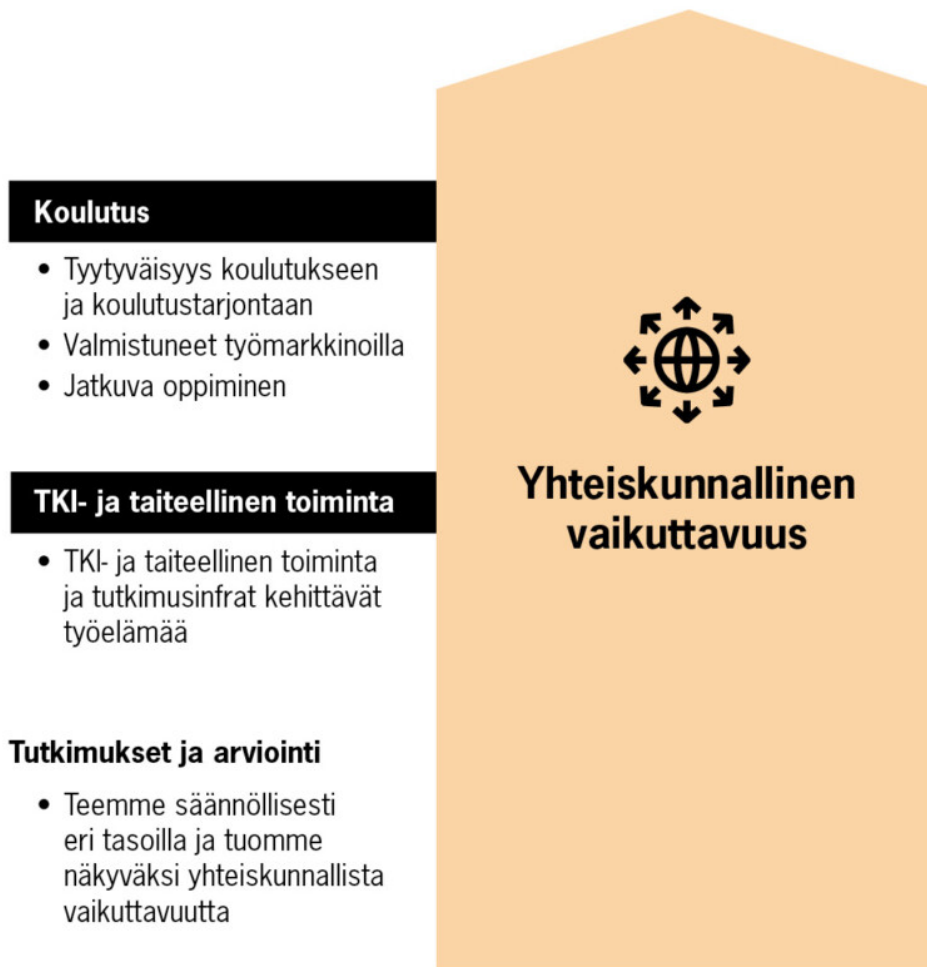 Koulutus
• Tyytyväisyys koulutukseen
ja koulutustarjontaan
• Valmistuneet työmarkkinoilla
• Jatkuva oppiminen
TKI- ja taiteellinen toiminta
• TKI- ja taiteellinen toiminta
ja tutkimusinfrat kehittävät
työelämää
Tutkimukset ja arviointi
• Teemme säännöllisesti
eri tasoilla ja tuomme
näkyväksi yhteiskunnallista
vaikuttavuutta
Yhteiskunnallinen
vaikuttavuus